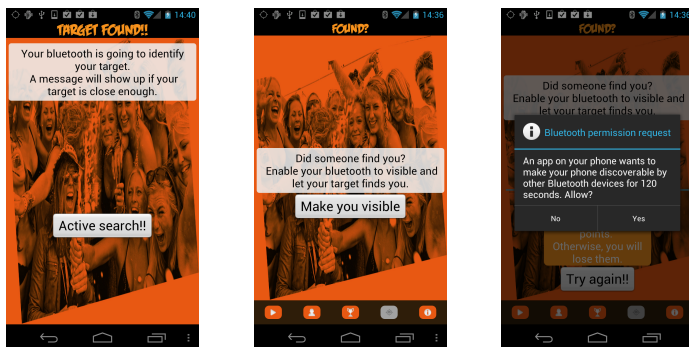 14:40
TARGET FOUND!!
Your bluetooth is going to identify
your target.
A message will show up if your
target is close enough.
Active search!!
14:36
FOUND?
Did someone find you?
Enable your bluetooth to visible and
let your target finds you.
Make you visible
14:36
FOUND?
Did someone find you?
Enable your bluetooth to visible and
let your target finds you.
Bluetooth permission request
An app on your phone wants to
make your phone discoverable by
other Bluetooth devices for 120
seconds. Allow?
No
Yes
points.
Otherwise, you will
lose them.
Try again!!